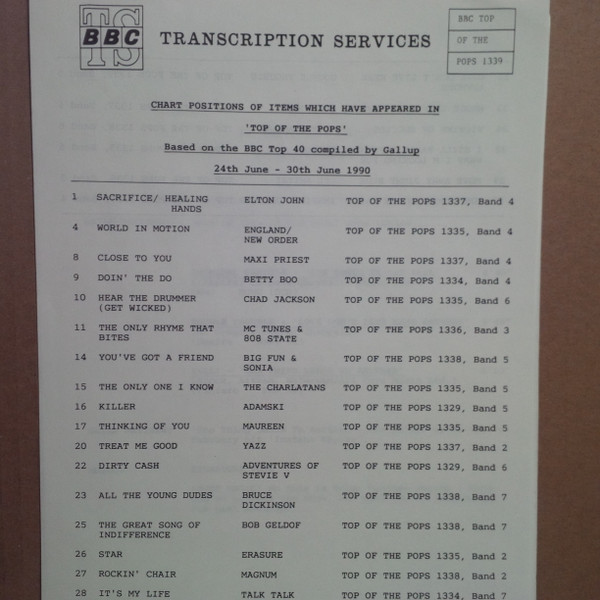 TS
BBC
TRANSCRIPTION SERVICES
BBC TOP
OF THE
POPS 1339
CHART POSITIONS OF ITEMS WHICH HAVE APPEARED IN
'TOP OF THE POPS'
Based on the BBC Top 40 compiled by Gallup
24th June - 30th June 1990
1 SACRIFICE/ HEALING ELTON JOHN TOP OF THE POPS 1337, Band 4
HANDS
4 WORLD IN MOTION ENGLAND/ TOP OF THE POPS 1335, Band 4
NEW ORDER
8 CLOSE TO YOU MAXI PRIEST TOP OF THE POPS 1337, Band 4
9 DOIN' THE DO BETTY BOO TOP OF THE POPS 1334, Band 4
10 HEAR THE DRUMMER CHAD JACKSON TOP OF THE POPS 1335, Band 6
(GET WICKED)
11 THE ONLY RHYME THAT MC TUNES & TOP OF THE POPS 1336, Band 3
BITES 808 STATE
14 YOU'VE GOT A FRIEND BIG FUN & TOP OF THE POPS 1338, Band 5
SONIA
15 THE ONLY ONE I KNOW THE CHARLATANS TOP OF THE POPS 1335, Band 5
16 KILLER ADAMSKI TOP OF THE POPS 1329, Band 5
17 THINKING OF YOU MAUREEN TOP OF THE POPS 1335, Band 5
20 TREAT ME GOOD YAZZ TOP OF THE POPS 1337, Band 2
22 DIRTY CASH ADVENTURES OF TOP OF THE POPS 1329, Band 6
STEVIE V
23 ALL THE YOUNG DUDES BRUCE TOP OF THE POPS 1338, Band 7
DICKINSON
25 THE GREAT SONG OF BOB GELDOF TOP OF THE POPS 1338, Band 7
INDIFFERENCE
26 STAR ERASURE TOP OF THE POPS 1335, Band 2
27 ROCKIN' CHAIR MAGNUM TOP OF THE POPS 1338, Band 2
28 IT'S MY LIFE TALK TALK TOP OF THE POPS 1334, Band 7